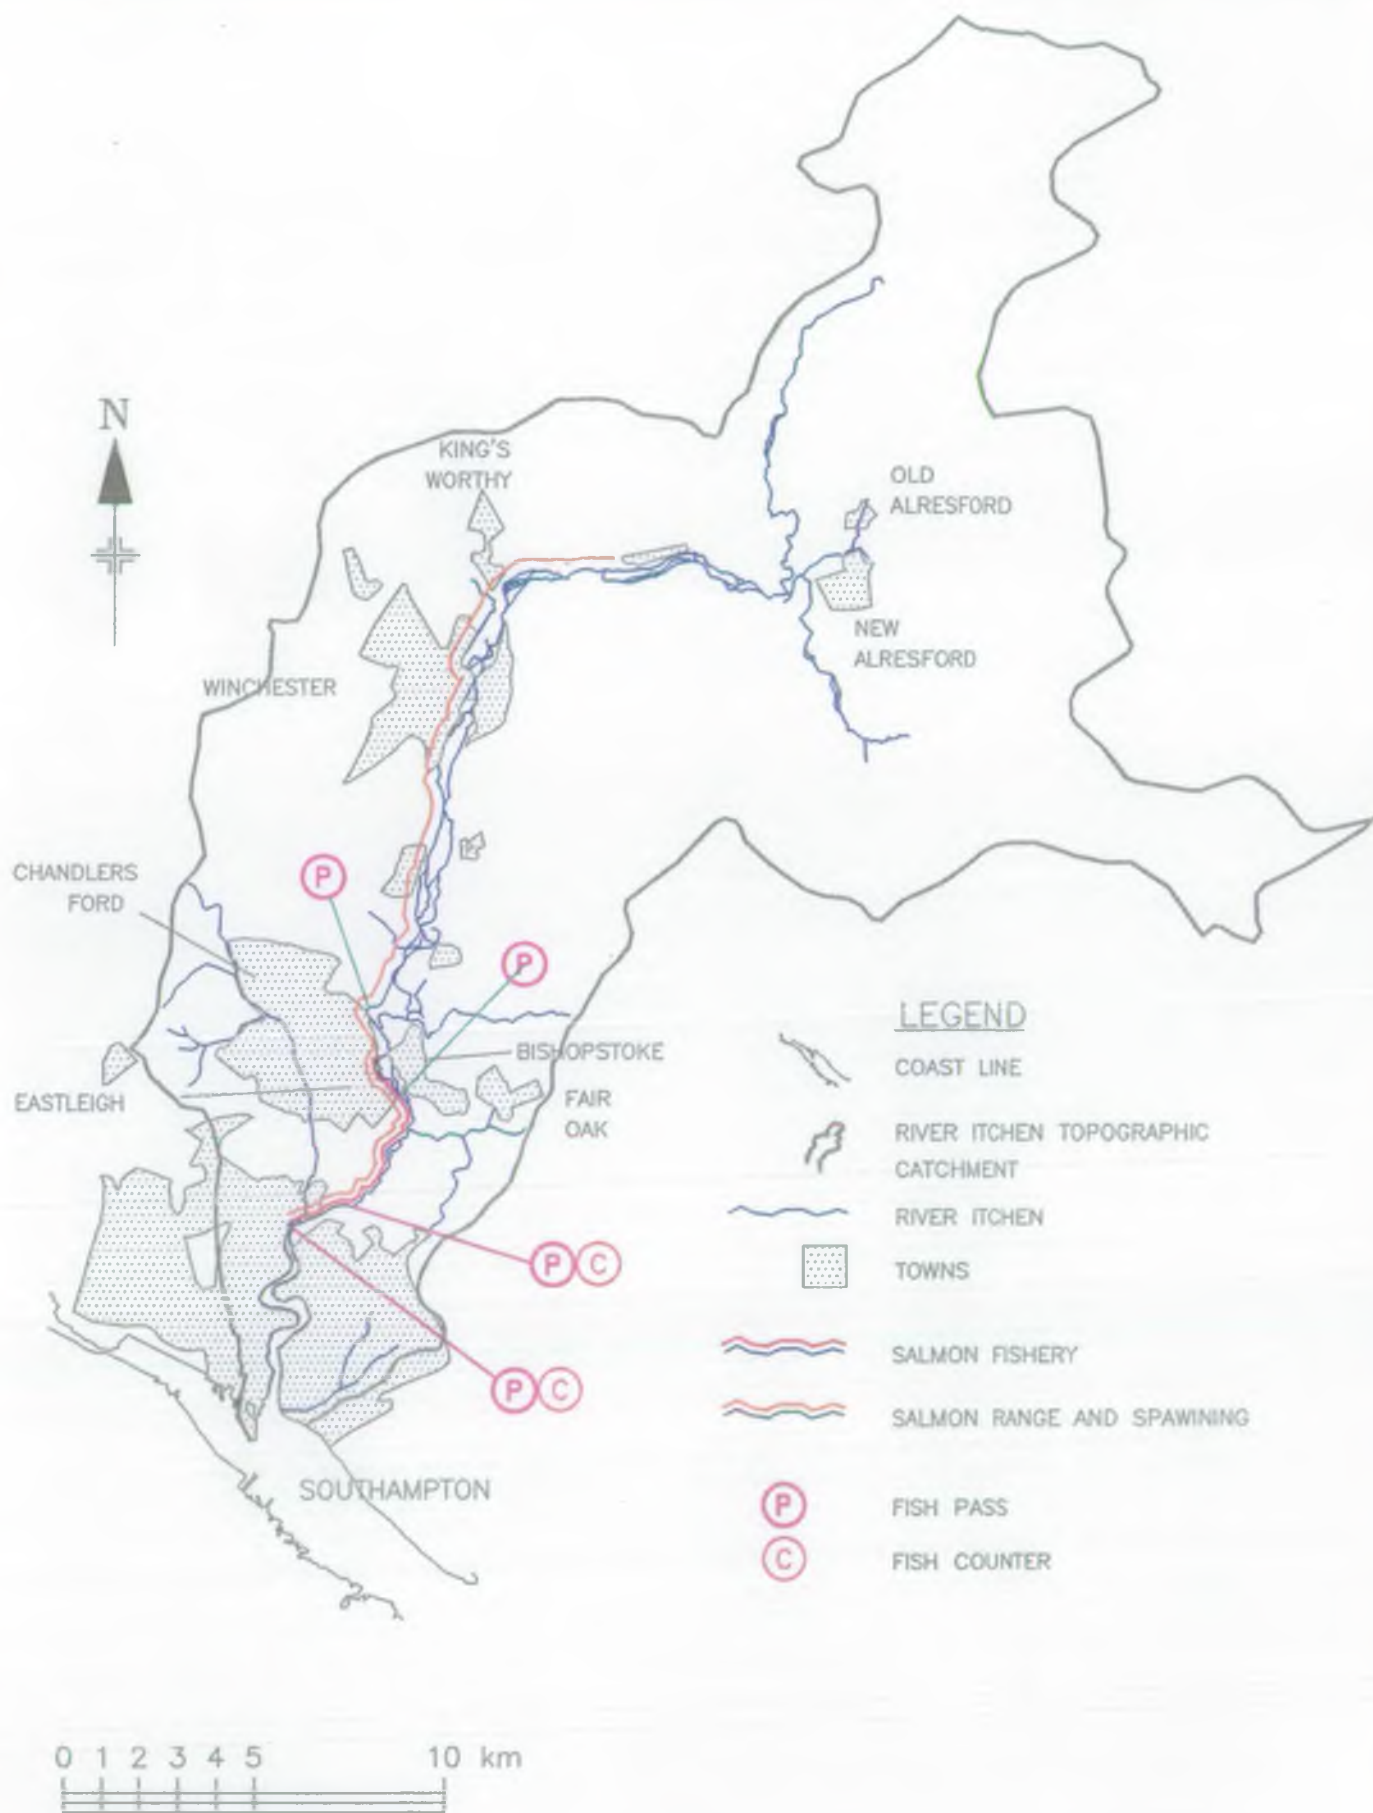 N
KING'S
WORTHY
OLD
ALRESFORD
NEW
ALRESFORD
WINCHESTER
CHANDLERS
FORD
P
P
BISHOPSTOKE
EASTLEIGH
FAIR
OAK
P C
P C
SOUTHAMPTON
LEGEND
COAST LINE
RIVER ITCHEN TOPOGRAPHIC
CATCHMENT
RIVER ITCHEN
TOWNS
SALMON FISHERY
SALMON RANGE AND SPAWINING
P FISH PASS
C FISH COUNTER
0 1 2 3 4 5 10 km